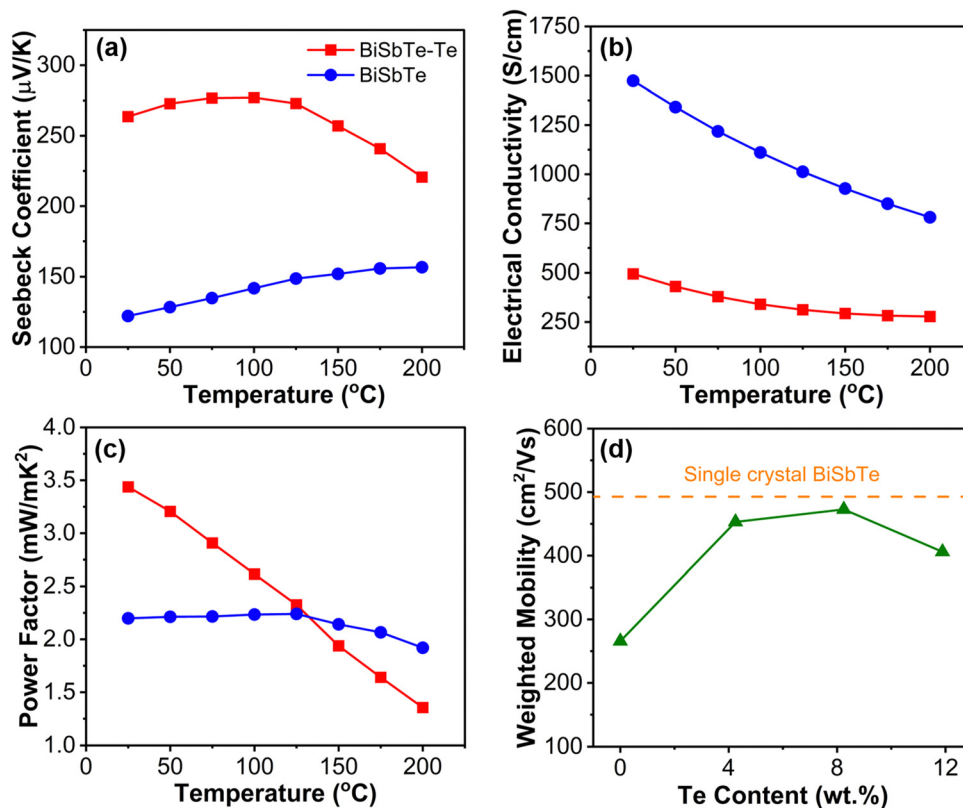 (a)
BiSbTe-Te
BiSbTe
300
250
200
150
100
0 50 100 150 200
Seebeck Coefficient (μV/K)
Temperature (°C)
(b)
1750
1500
1250
1000
750
500
250
0 50 100 150 200
Electrical Conductivity (S/cm)
Temperature (°C)
(c)
4.0
3.5
3.0
2.5
2.0
1.5
1.0
0 50 100 150 200
Power Factor (mW/mK²)
Temperature (°C)
(d)
Single crystal BiSbTe
600
500
400
300
200
100
0 4 8 12
Weighted Mobility (cm²/Vs)
Te Content (wt.%)